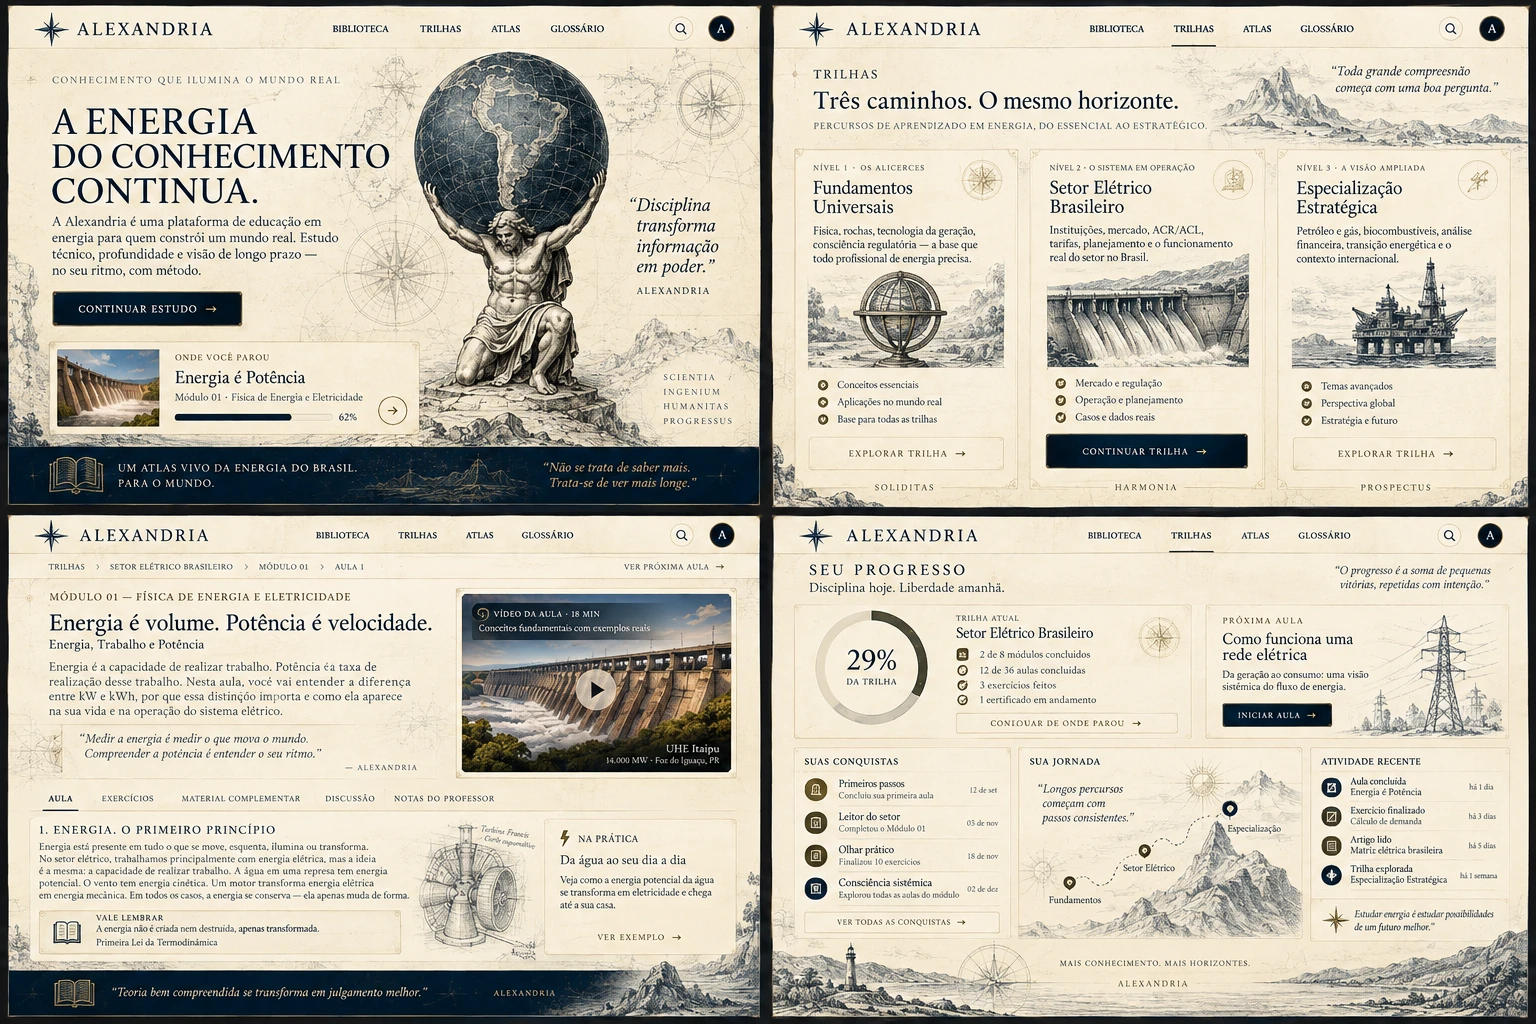 ALEXANDRIA
BIBLIOTECA
TRILHAS
ATLAS
GLOSSÁRIO
A
CONHECIMENTO QUE ILUMINA O MUNDO REAL
A ENERGIA
DO CONHECIMENTO
CONTINUA.
A Alexandria é uma plataforma de educação em
energia para quem constrói um mundo real. Estudo
técnico, profundidade e visão de longo prazo —
no seu ritmo, com método.
CONTINUAR ESTUDO →
ONDE VOCÊ PAROU
Energia é Potência
Módulo 01 · Física de Energia e Eletricidade
62%
“Disciplina
transforma
informação
em poder.”
ALEXANDRIA
SCIENTIA
INGENIUM
HUMANITAS
PROGRESSUS
UM ATLAS VIVO DA ENERGIA DO BRASIL.
PARA O MUNDO.
“Não se trata de saber mais.
Trata-se de ver mais longe.”
ALEXANDRIA
BIBLIOTECA
TRILHAS
ATLAS
GLOSSÁRIO
A
TRILHAS
Três caminhos. O mesmo horizonte.
PERCURSOS DE APRENDIZADO EM ENERGIA, DO ESSENCIAL AO ESTRATÉGICO.
“Toda grande compreesnão
começa com uma boa pergunta.”
NÍVEL 1 · OS ALICERCES
Fundamentos
Universais
Física, rochas, tecnologia da geração,
consciência regulatória — a base que
todo profissional de energia precisa.
Conceitos essenciais
Aplicações no mundo real
Base para todas as trilhas
EXPLORAR TRILHA →
SOLIDITAS
NÍVEL 2 · O SISTEMA EM OPERAÇÃO
Setor Elétrico
Brasileiro
Instituições, mercado, ACR/ACL,
tarifas, planejamento e o funcionamento
real do setor no Brasil.
Mercado e regulação
Operação e planejamento
Casos e dados reais
CONTINUAR TRILHA →
HARMONIA
NÍVEL 3 · A VISÃO AMPLIADA
Especialização
Estratégica
Petróleo e gás, biocombustíveis, análise
financeira, transição energética e o
contexto internacional.
Temas avançados
Perspectiva global
Estratégia e futuro
EXPLORAR TRILHA →
PROSPECTUS
ALEXANDRIA
BIBLIOTECA
TRILHAS
ATLAS
GLOSSÁRIO
A
TRILHAS > SETOR ELÉTRICO BRASILEIRO > MÓDULO 01 > AULA 1
VER PRÓXIMA AULA →
MÓDULO 01 — FÍSICA DE ENERGIA E ELETRICIDADE
Energia é volume. Potência é velocidade.
Energia, Trabalho e Potência
Energia é a capacidade de realizar trabalho. Potência éa taxa de
realização desse trabalho. Nesta aula, você vai entender a diferença
entre kW e kWh, por que essa distinçóo importa e como ela aparece
na sua vida e na operação do sistema elétrico.
“Medir a energia é medir o que mova o mundo.
Compreender a potência é entender o seu ritmo.”
— ALEXANDRIA
VÍDEO DA AULA · 18 MIN
Conceitos fundamentais com exemplos reais
UHE Itaipu
14.000 MW · Foz do Iguaçu, PR
AULA
EXERCÍCIOS
MATERIAL COMPLEMENTAR
DISCUSSÃO
NOTAS DO PROFESSOR
1. ENERGIA. O PRIMEIRO PRINCÍPIO
Energia está presente em tudo o que se move, esquenta, ilumina ou transforma.
No setor elétrico, trabalhamos principalmente com energia elétrica, mas a ideia
é a mesma: a capacidade de realizar trabalho. A água em uma represa tem energia
potencial. O vento tem energia cinética. Um motor transforma energia elétrica
em energia mecânica. Em todos os casos, a energia se conserva — ela apenas muda de forma.
VALE LEMBRAR
A energia não é criada nem destruída, apenas transformada.
Primeira Lei da Termodinámica
NA PRÁTICA
Da água ao seu dia a dia
Veja como a energia potencial da água
se transforma em eletricidade e chega
até a sua casa.
VER EXEMPLO →
“Teoria bem compreendida se transforma em julgamento melhor.”
ALEXANDRIA
ALEXANDRIA
BIBLIOTECA
TRILHAS
ATLAS
GLOSSÁRIO
A
SEU PROGRESSO
Disciplina hoje. Liberdade amanhã.
“O progresso é a soma de pequenas
vitórias, repetidas com intenção.”
29%
DA TRILHA
TRILHA ATUAL
Setor Elétrico Brasileiro
2 de 8 módulos concluidos
12 de 36 aulas concluídas
3 exercícios feitos
1 certificado em andamento
DE ONDE PAROU →
PRÓXIMA AULA
Como funciona uma
rede elétrica
Da geração ao consumo: uma visão
sistémica do fluxo de energia.
INICIAR AULA →
SUAS CONQUISTAS
Primeiros passos
Concluiu sua primeira aula
12 de set
Leitor do setor
Completou o Módulo 01
05 de nov
Olhar prático
Finalizou 10 exercícios
18 de nov
Consciência sistémica
Explorou todas as aulas do módulo
02 de dez
VER TODAS AS CONQUISTAS →
SUA JORNADA
“Longos percursos
começam com
passos consistentes.”
Especialização
Setor Elétrico
Fundamentos
ATIVIDADE RECENTE
Aula concluída
Energia é Potência
há 1 dia
Exercício finalizado
Cálculo de demanda
há 3 dias
Artigo lido
Matriz elétrica brasileira
há 5 dias
Trilha explorada
Especialização Estratégica
há 1 semana
Estudar energia é estudar possibilidades
de um futuro melhor.”
MAIS CONHECIMENTO. MAIS HORIZONTES.
ALEXANDRIA